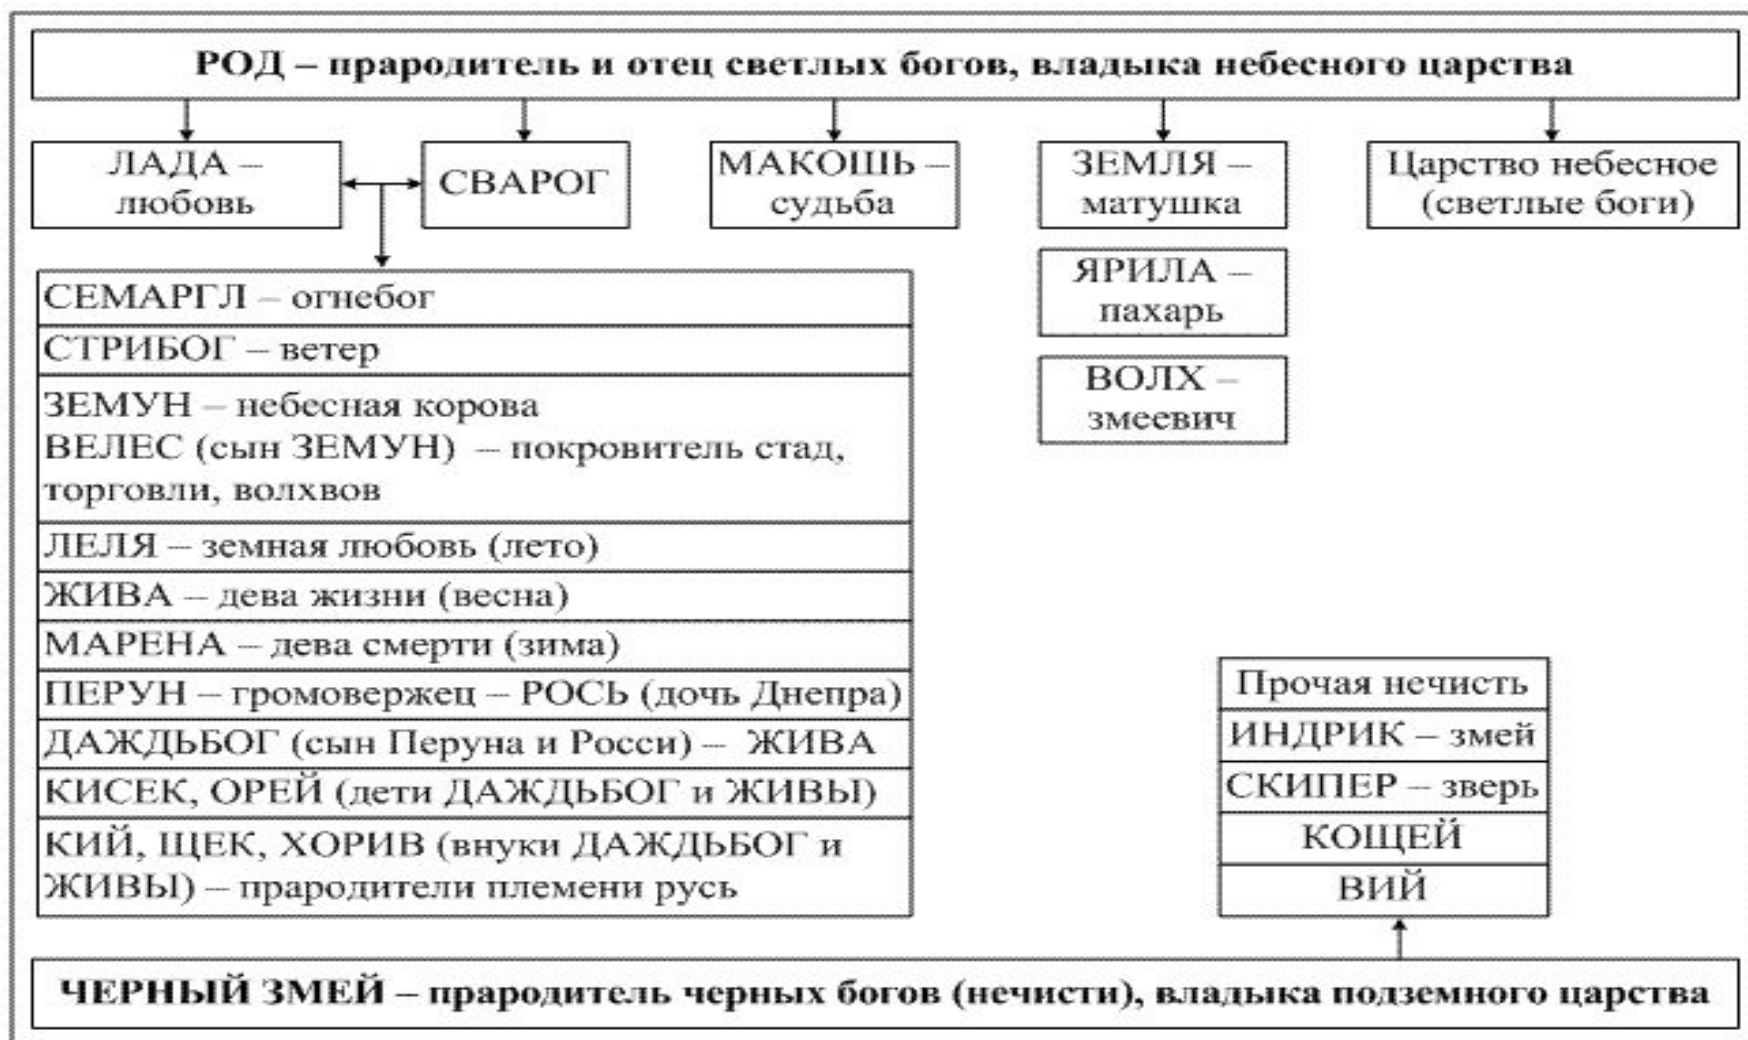 РОД – прародитель и отец светлых богов, владыка небесного царства
ЛАДА –
любовь
СВАРОГ
МАКОШЬ –
судьба
ЗЕМЛЯ –
матушка
Царство небесное
(светлые боги)
ЯРИЛА –
пахарь
ВОЛХ –
змеевич
СЕМАРГЛ – огнебог
СТРИБОГ – ветер
ЗЕМУН – небесная корова
ВЕЛЕС (сын ЗЕМУН) – покровитель стад,
торговли, волхвов
ЛЕЛЯ – земная любовь (лето)
ЖИВА – дева жизни (весна)
МАРЕНА – дева смерти (зима)
ПЕРУН – громовержец – РОСЬ (дочь Днепра)
ДАЖДЬБОГ (сын Перуна и Росси) – ЖИВА
КИСЕК, ОРЕЙ (дети ДАЖДЬБОГ и ЖИВЫ)
КИЙ, ЩЕК, ХОРИВ (внуки ДАЖДЬБОГ и
ЖИВЫ) – прародители племени русь
Прочая нечисть
ИНДРИК – змей
СКИПЕР – зверь
КОЩЕЙ
ВИЙ
ЧЕРНЫЙ ЗМЕЙ – прародитель черных богов (нечисти), владыка подземного царства